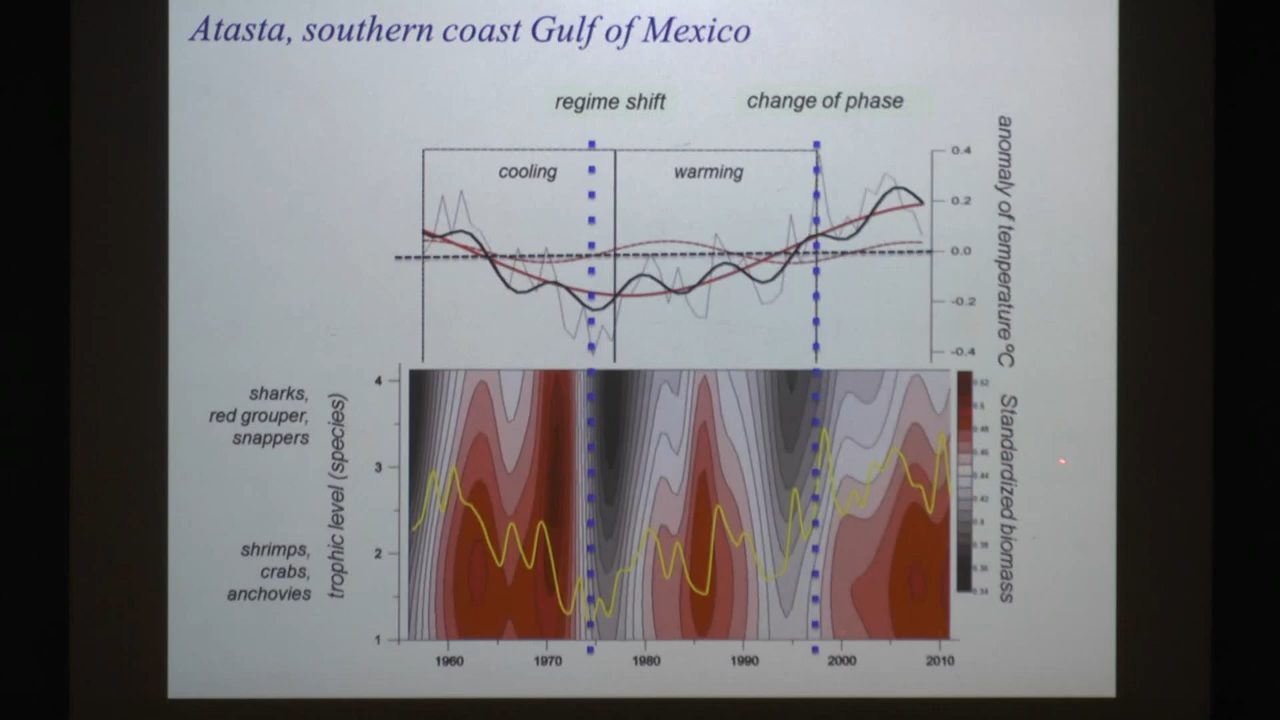 Atasta, southern coast Gulf of Mexico
regime shift
change of phase
cooling
warming
0.4
0.2
0.0
-0.2
-0.4
anomaly of temperature ºC
sharks,
red grouper,
snappers
shrimps,
crabs,
anchovies
trophic level (species)
4
3
2
1
1960
1970
1980
1990
2000
2010
Standardized biomass